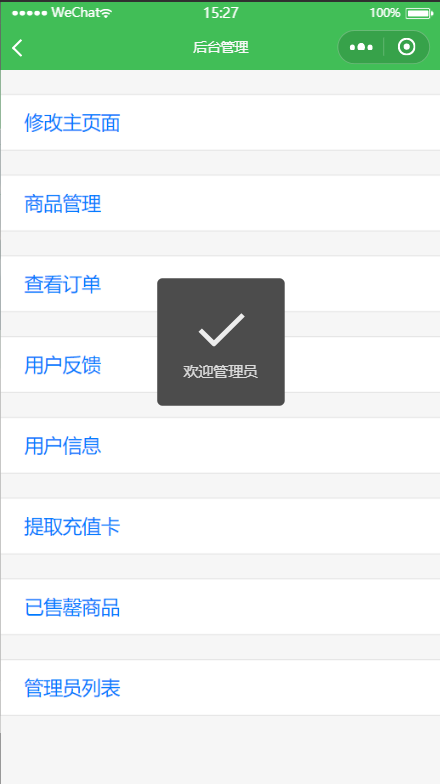 WeChat 15:27 100%
后台管理
修改主页面
商品管理
查看订单
用户反馈
欢迎管理员
用户信息
提取充值卡
已售罄商品
管理员列表